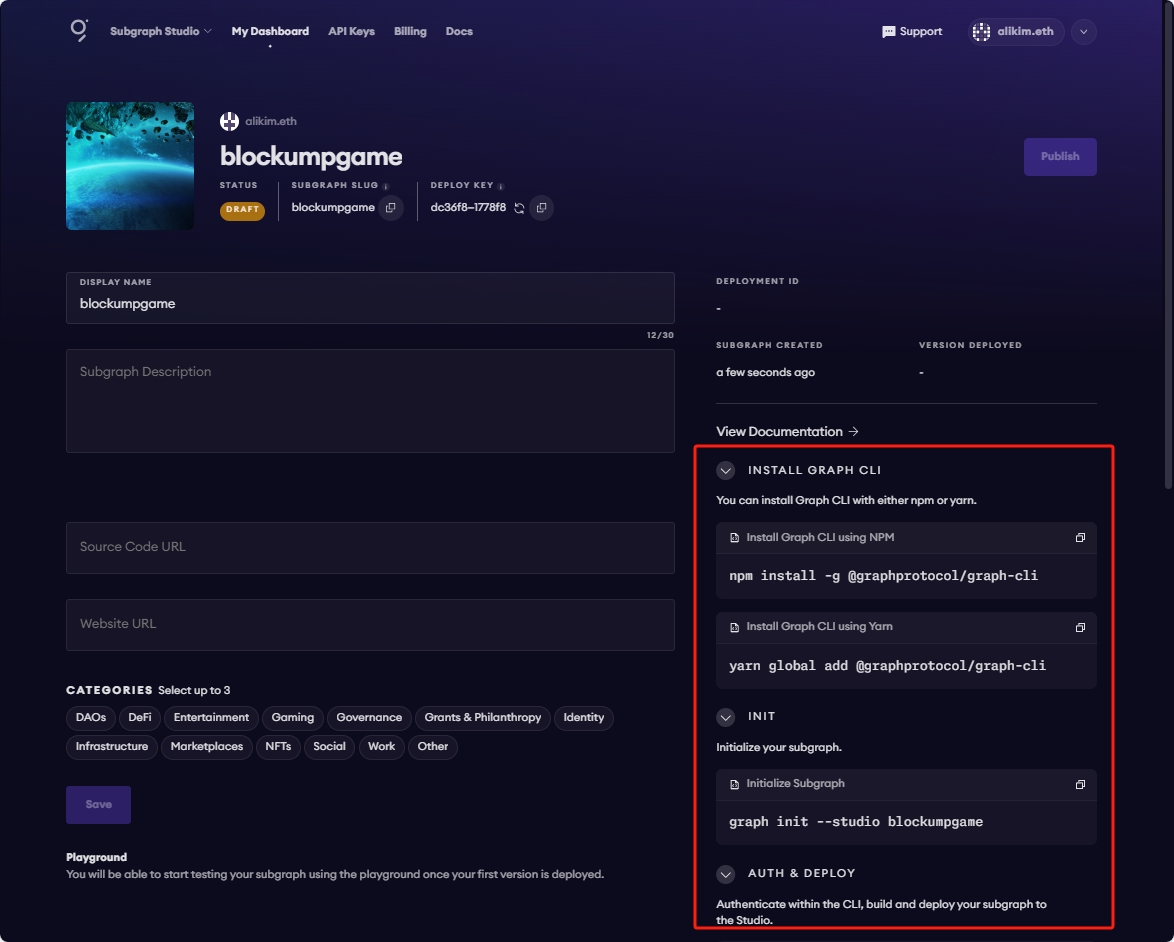 Subgraph Studio My Dashboard API Keys Billing Docs Support alikim.eth
alikim.eth
blockumpgame
Publish
STATUS SUBGRAPH SLUG DEPLOY KEY
DRAFT blockumpgame dc36f8–1778f8
DISPLAY NAME
blockumpgame
12/30
Subgraph Description
Source Code URL
Website URL
CATEGORIES Select up to 3
DAOs DeFi Entertainment Gaming Governance Grants & Philanthropy Identity
Infrastructure Marketplaces NFTs Social Work Other
Save
Playground
You will be able to start testing your subgraph using the playground once your first version is deployed.
DEPLOYMENT ID
-
SUBGRAPH CREATED VERSION DEPLOYED
a few seconds ago -
View Documentation →
INSTALL GRAPH CLI
You can install Graph CLI with either npm or yarn.
Install Graph CLI using NPM
npm install -g @graphprotocol/graph-cli
Install Graph CLI using Yarn
yarn global add @graphprotocol/graph-cli
INIT
Initialize your subgraph.
Initialize Subgraph
graph init --studio blockumpgame
AUTH & DEPLOY
Authenticate within the CLI, build and deploy your subgraph to
the Studio.